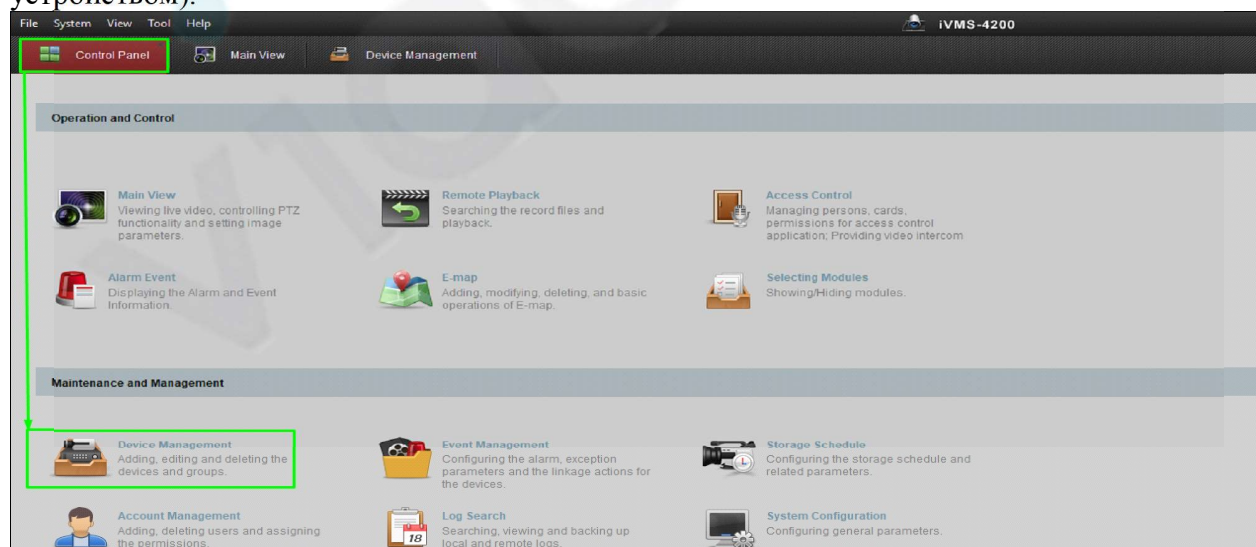 устройством).
File System View Tool Help
iVMS-4200
Control Panel Main View Device Management
Operation and Control
Main View
Viewing live video, controlling PTZ
functionality and setting image
parameters.
Remote Playback
Searching the record files and
playback.
Access Control
Managing persons, cards,
permissions for access control
application; Providing video intercom
Alarm Event
Displaying the Alarm and Event
Information.
E-map
Adding, modifying, deleting, and basic
operations of E-map.
Selecting Modules
Showing/Hiding modules.
Maintenance and Management
Device Management
Adding, editing and deleting the
devices and groups.
Event Management
Configuring the alarm, exception
parameters and the linkage actions for
the devices.
Storage Schedule
Configuring the storage schedule and
related parameters.
Account Management
Adding, deleting users and assigning
the permissions.
Log Search
Searching, viewing and backing up
local and remote logs.
18
System Configuration
Configuring general parameters.